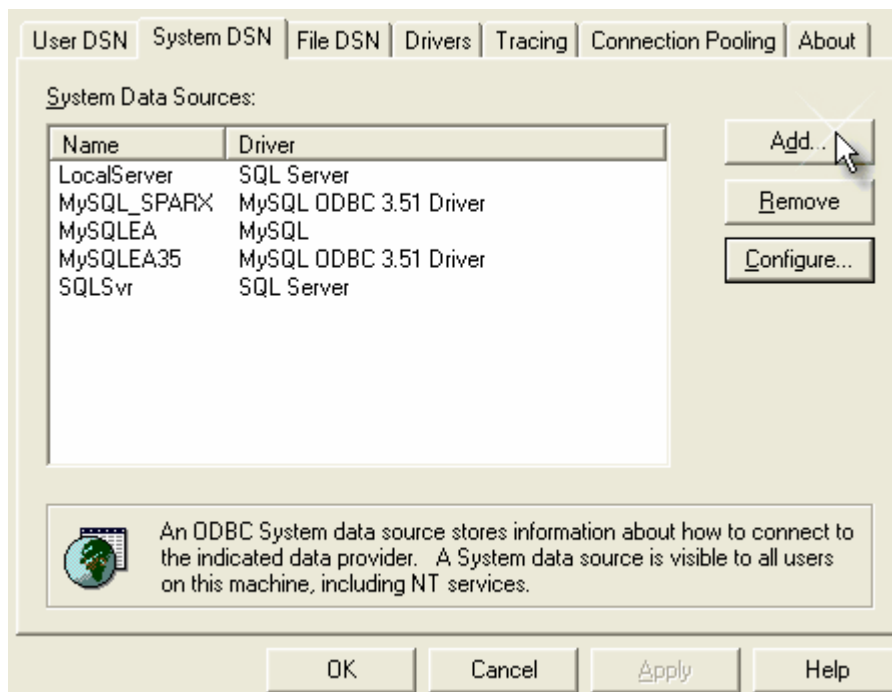 User DSN System DSN File DSN Drivers Tracing Connection Pooling About
System Data Sources:
Name Driver
LocalServer SQL Server
MySQL_SPARX MySQL ODBC 3.51 Driver
MySQLEA MySQL
MySQLEA35 MySQL ODBC 3.51 Driver
SQLSvr SQL Server
Add...
Remove
Configure...
An ODBC System data source stores information about how to connect to
the indicated data provider. A System data source is visible to all users
on this machine, including NT services.
OK Cancel Apply Help